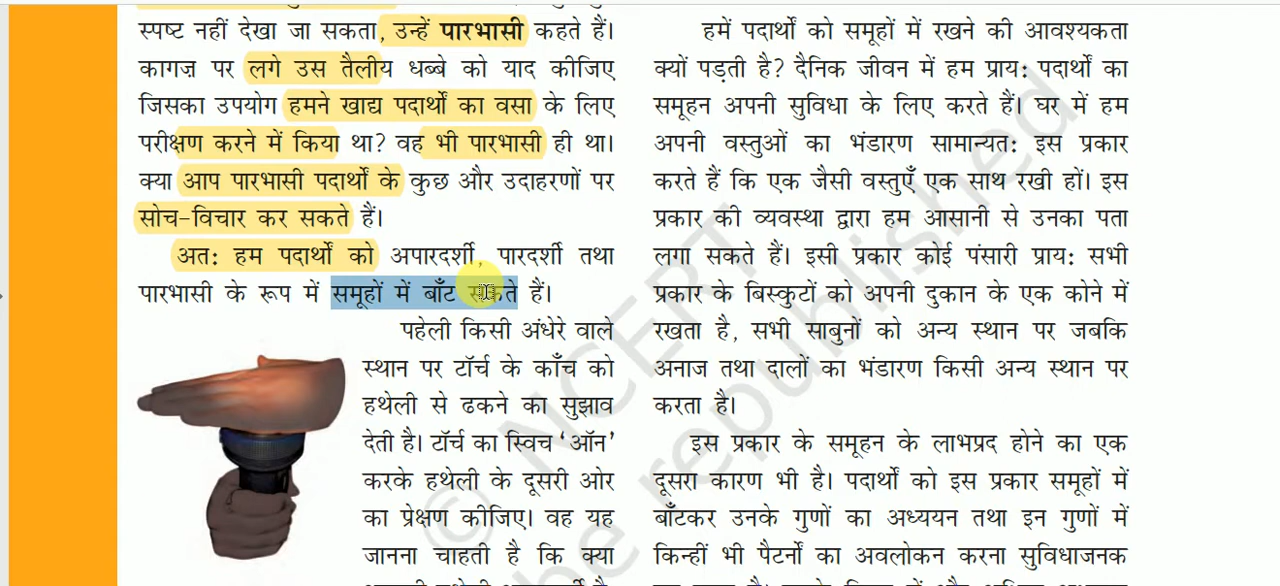 स्पष्ट नहीं देखा जा सकता, उन्हें पारभासी कहते हैं।
कागज़ पर लगे उस तैलीय धब्बे को याद कीजिए
जिसका उपयोग हमने खाद्य पदार्थों का वसा के लिए
परीक्षण करने में किया था? वह भी पारभासी ही था।
क्या आप पारभासी पदार्थों के कुछ और उदाहरणों पर
सोच-विचार कर सकते हैं।
अत: हम पदार्थों को अपारदर्शी, पारदर्शी तथा
पारभासी के रूप में समूहों में बाँट सकते हैं।
पहेली किसी अंधेरे वाले
स्थान पर टॉर्च के काँच को
हथेली से ढकने का सुझाव
देती है। टॉर्च का स्विच ‘ऑन’
करके हथेली के दूसरी ओर
का प्रेक्षण कीजिए। वह यह
जानना चाहती है कि क्या
हमें पदार्थों को समूहों में रखने की आवश्यकता
क्यों पड़ती है? दैनिक जीवन में हम प्राय: पदार्थों का
समूहन अपनी सुविधा के लिए करते हैं। घर में हम
अपनी वस्तुओं का भंडारण सामान्यत: इस प्रकार
करते हैं कि एक जैसी वस्तुएँ एक साथ रखी हों। इस
प्रकार की व्यवस्था द्वारा हम आसानी से उनका पता
लगा सकते हैं। इसी प्रकार कोई पंसारी प्राय: सभी
प्रकार के बिस्कुटों को अपनी दुकान के एक कोने में
रखता है, सभी साबुनों को अन्य स्थान पर जबकि
अनाज तथा दालों का भंडारण किसी अन्य स्थान पर
करता है।
इस प्रकार के समूहन के लाभप्रद होने का एक
दूसरा कारण भी है। पदार्थों को इस प्रकार समूहों में
बाँटकर उनके गुणों का अध्ययन तथा इन गुणों में
किन्हीं भी पैटर्नों का अवलोकन करना सुविधाजनक
© NCERT
be republished